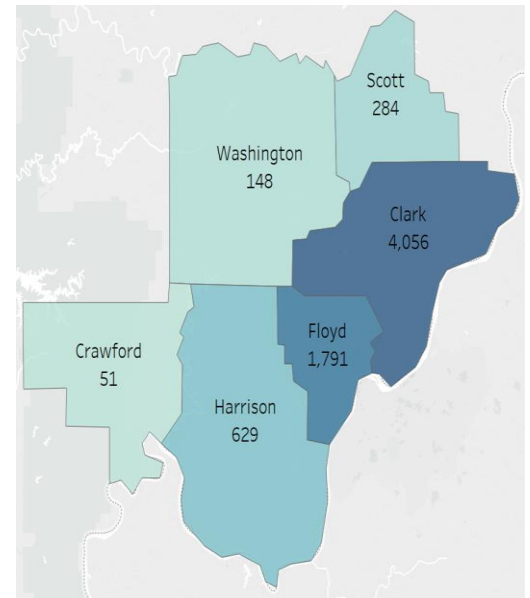 Scott
284
Washington
148
Clark
4,056
Floyd
1,791
Crawford
51
Harrison
629